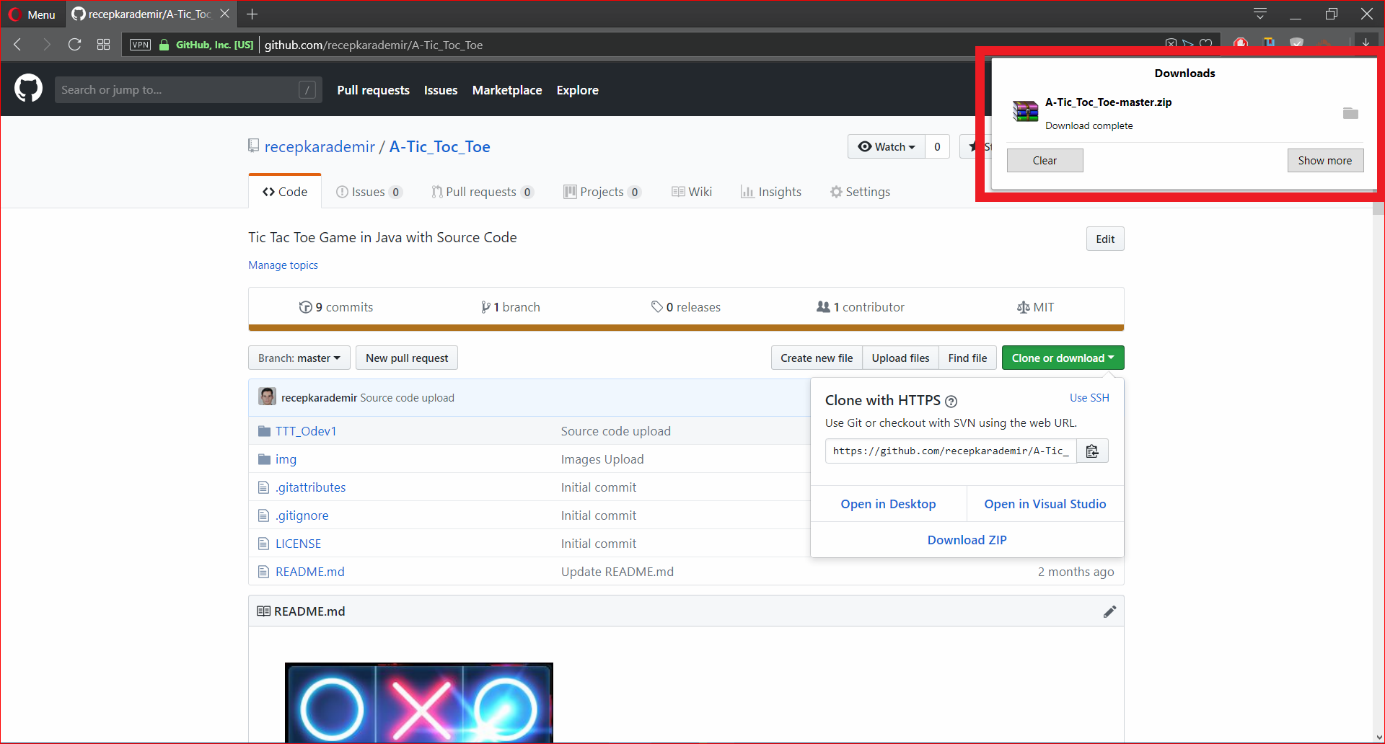 Menu
recepkarademir/A-Tic_Toc
VPN GitHub, Inc. [US] github.com/recepkarademir/A-Tic_Toc_Toe
Downloads
A-Tic_Toc_Toe-master.zip
Download complete
Clear Show more
Search or jump to... /
Pull requests Issues Marketplace Explore
recepkarademir / A-Tic_Toc_Toe
Watch 0 St
Code Issues 0 Pull requests 0 Projects 0 Wiki Insights Settings
Tic Tac Toe Game in Java with Source Code
Edit
Manage topics
9 commits 1 branch 0 releases 1 contributor MIT
Branch: master New pull request Create new file Upload files Find file Clone or download
recepkarademir Source code upload
TTT_Odev1 Source code upload
img Images Upload
.gitattributes Initial commit
.gitignore Initial commit
LICENSE Initial commit
README.md Update README.md 2 months ago
Clone with HTTPS ? Use SSH
Use Git or checkout with SVN using the web URL.
https://github.com/recepkarademir/A-Tic_
Open in Desktop Open in Visual Studio
Download ZIP
README.md